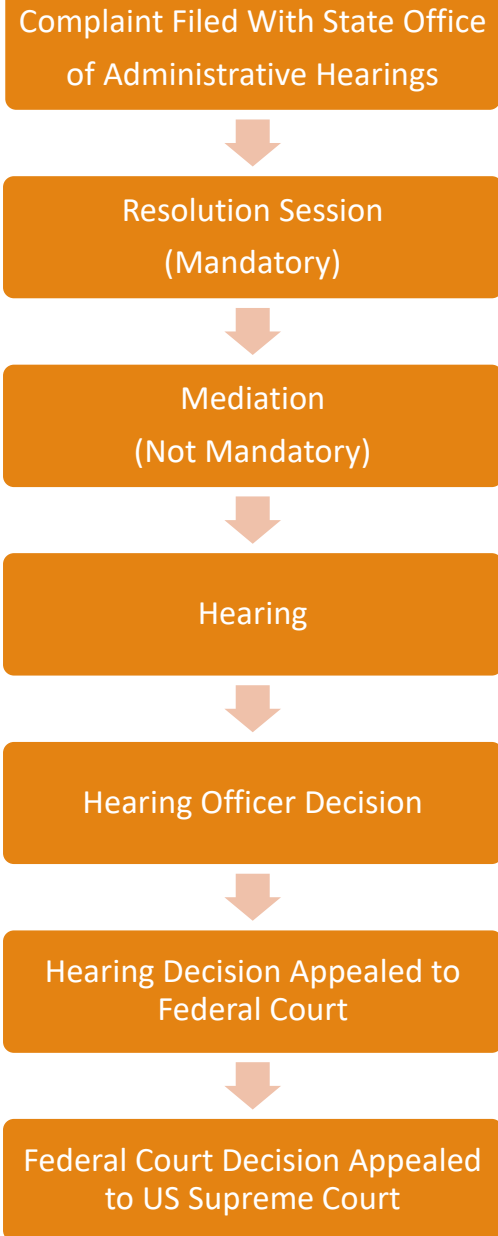 Complaint Filed With State Office
of Administrative Hearings
Resolution Session
(Mandatory)
Mediation
(Not Mandatory)
Hearing
Hearing Officer Decision
Hearing Decision Appealed to
Federal Court
Federal Court Decision Appealed
to US Supreme Court